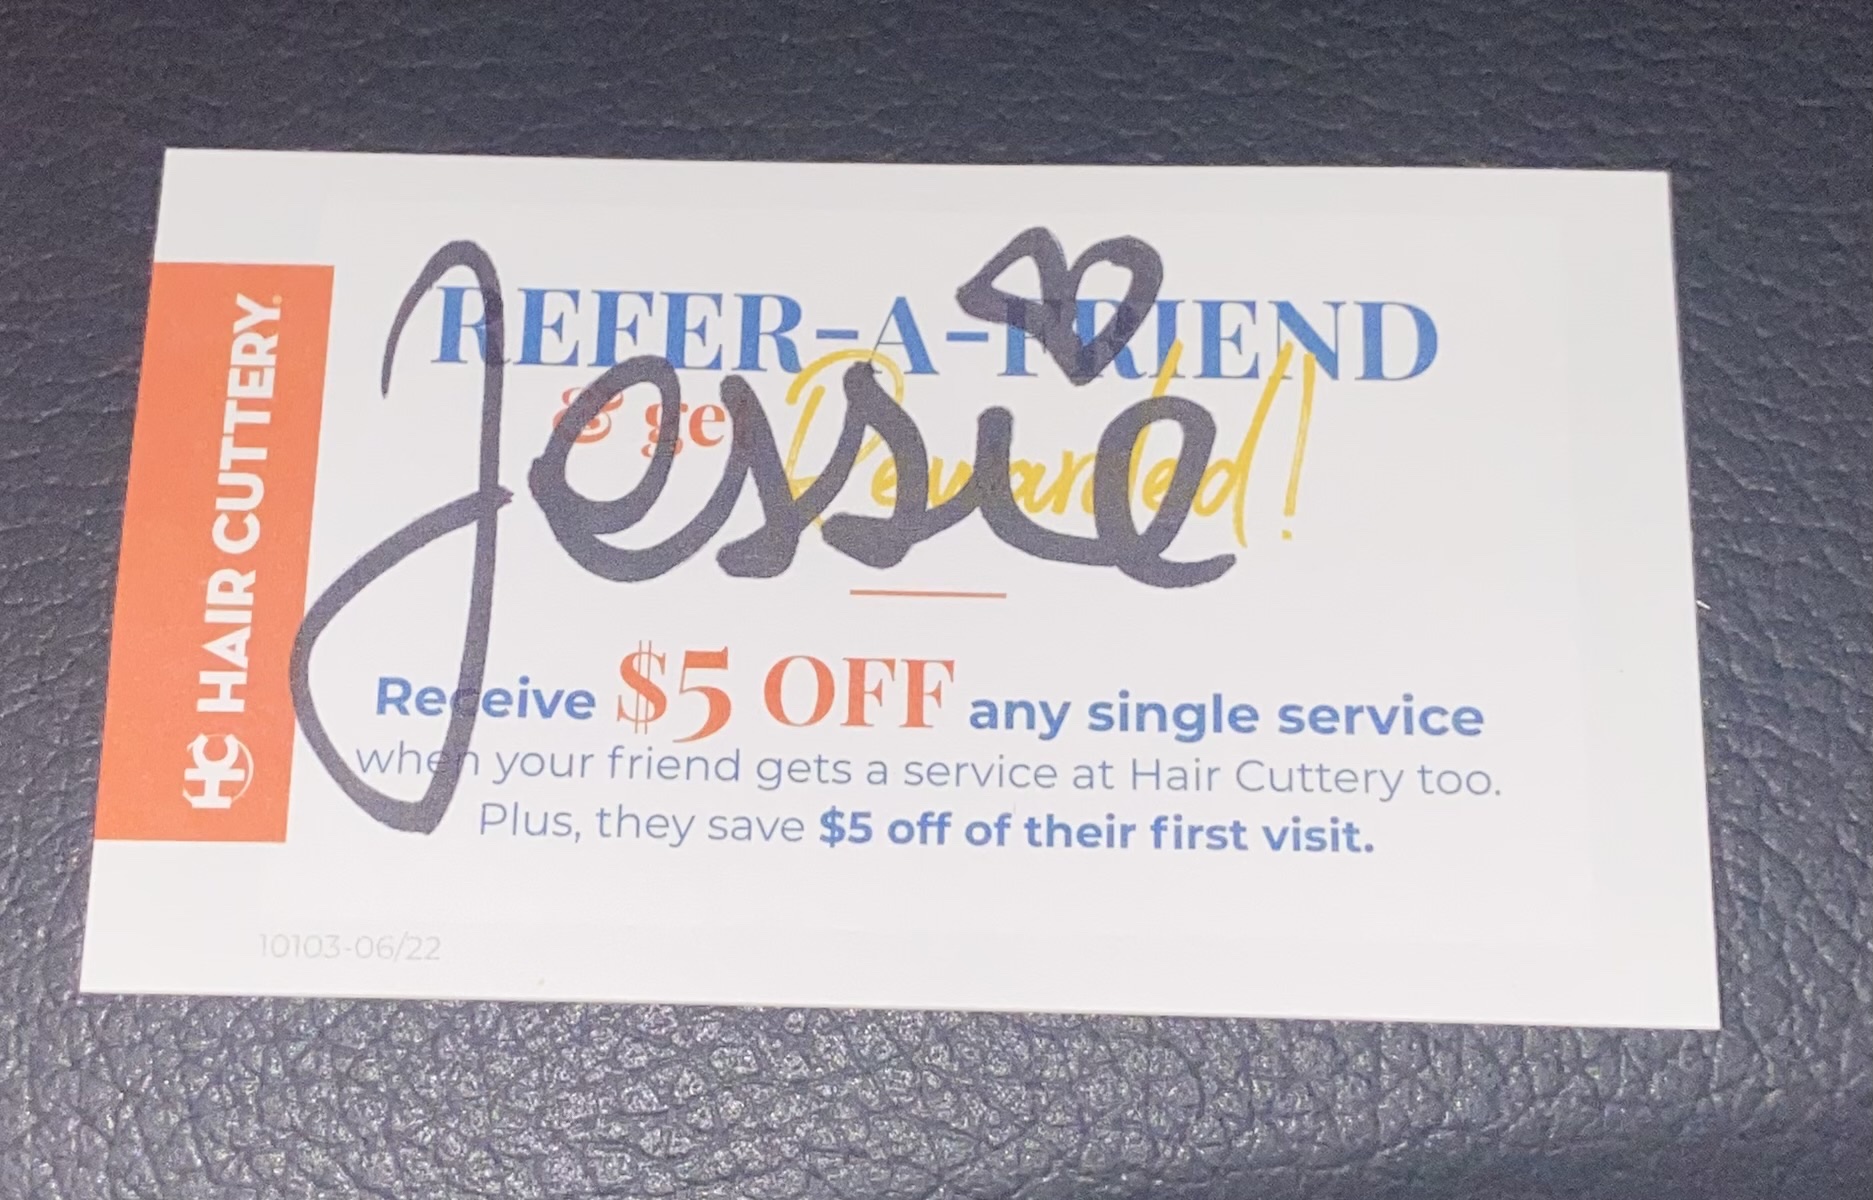 HC HAIR CUTTERY.
REFER-A-FRIEND
& get Rewarded!
Jessie
Receive $5 OFF any single service
when your friend gets a service at Hair Cuttery too.
Plus, they save $5 off of their first visit.
10103-06/22